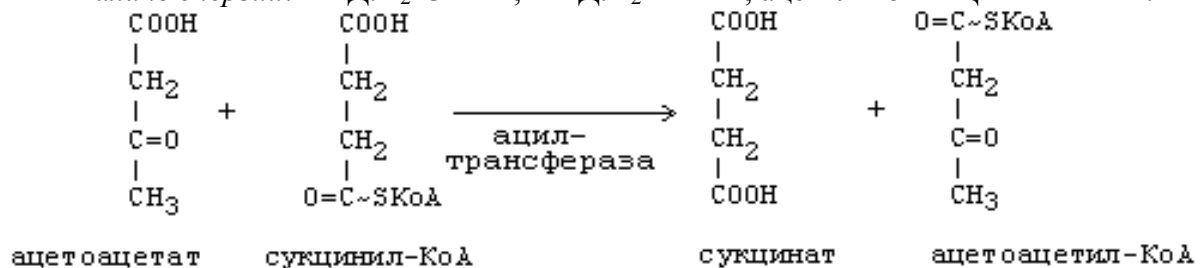 COOH COOH COOH O=C~SKoA
| | | |
CH₂ CH₂ CH₂ CH₂
| + | | + |
C=O CH₂ ацил- CH₂ C=O
| | трансфераза | |
CH₃ O=C~SKoA COOH CH₃
ацетоацетат сукцинил-КоА сукцинат ацетоацетил-КоА